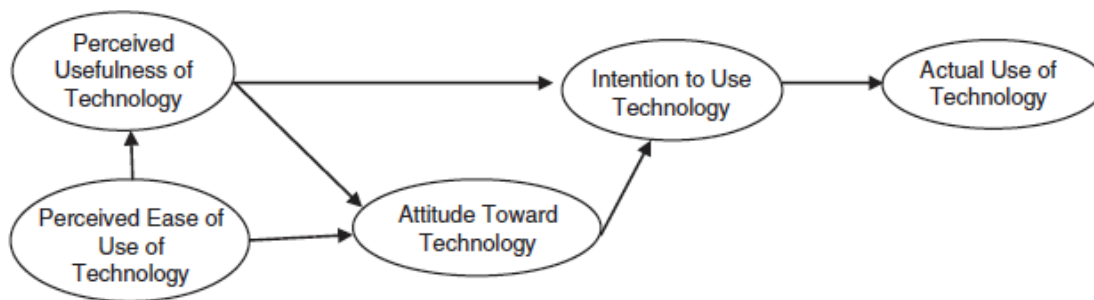 Perceived
Usefulness of
Technology
Intention to Use
Technology
Actual Use of
Technology
Perceived Ease of
Use of
Technology
Attitude Toward
Technology